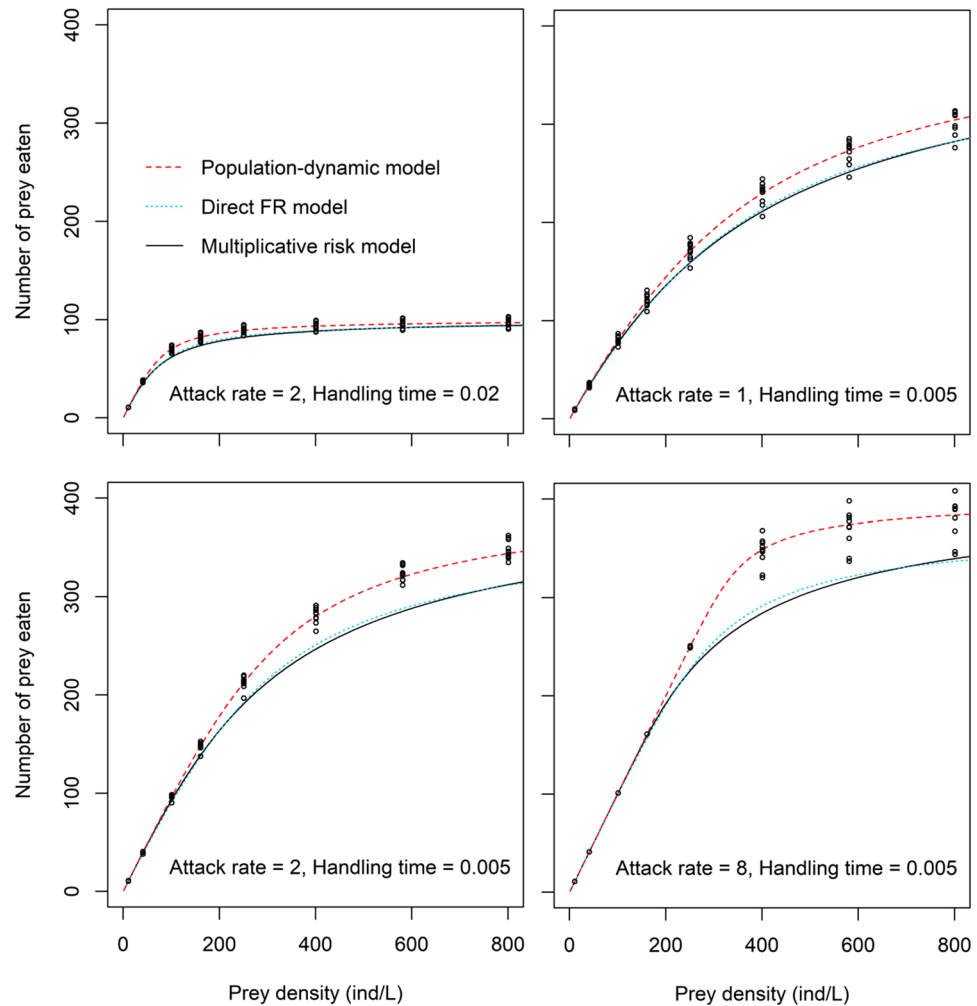 400
300
200
100
0
Number of prey eaten
Population-dynamic model
Direct FR model
Multiplicative risk model
Attack rate = 2, Handling time = 0.02
Attack rate = 1, Handling time = 0.005
400
300
200
100
0
Numpber of prey eaten
Attack rate = 2, Handling time = 0.005
Attack rate = 8, Handling time = 0.005
0 200 400 600 800
0 200 400 600 800
Prey density (ind/L)
Prey density (ind/L)